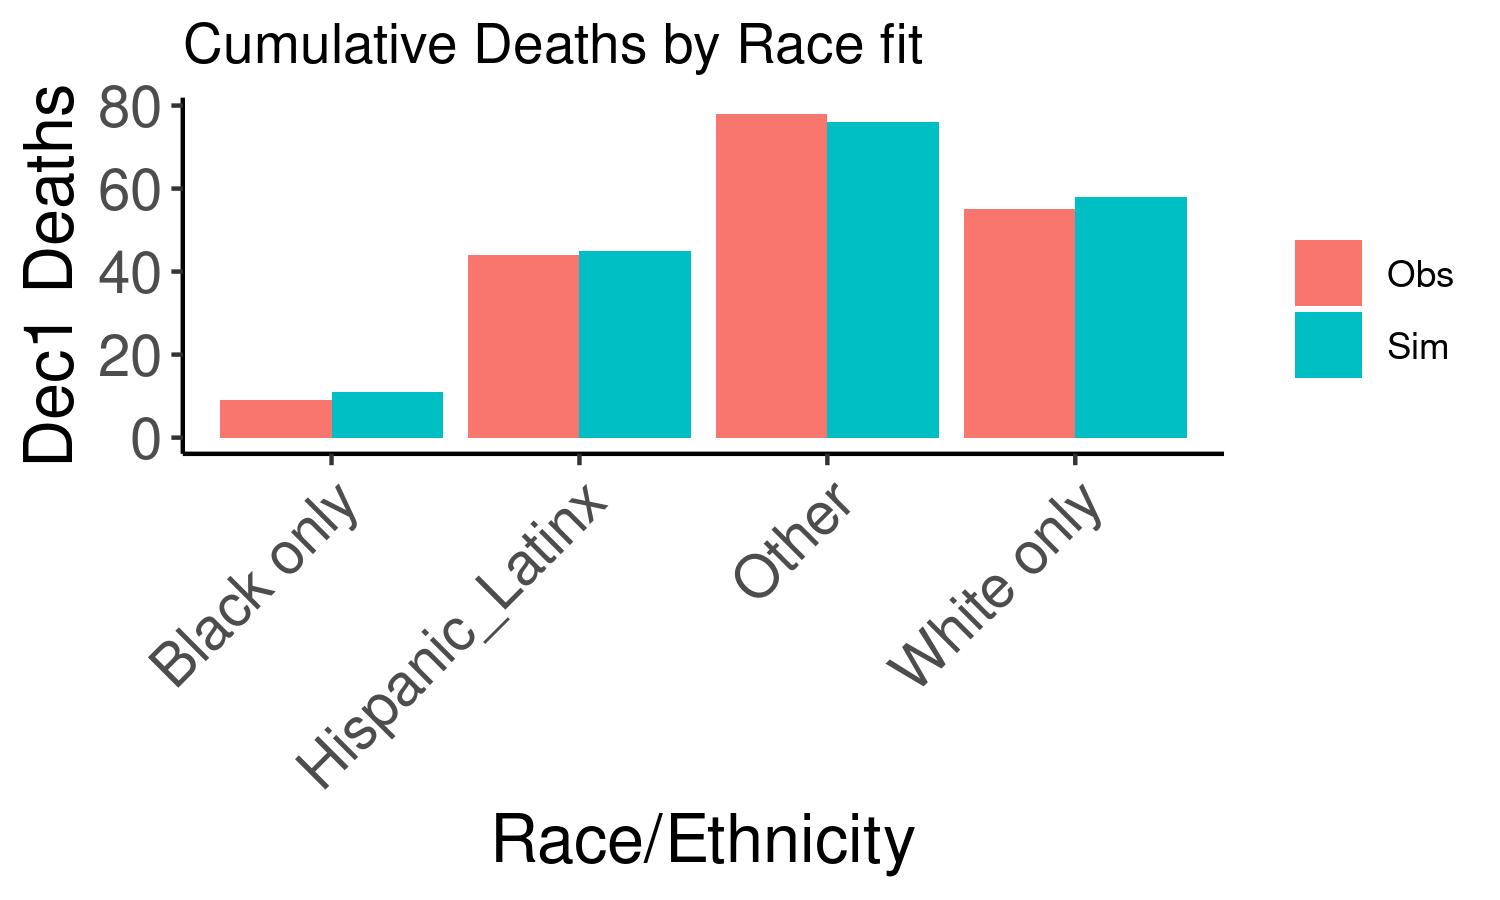 Cumulative Deaths by Race fit
Dec1 Deaths
80
60
40
20
0
Black only
Hispanic_Latinx
Other
White only
Race/Ethnicity
Obs
Sim